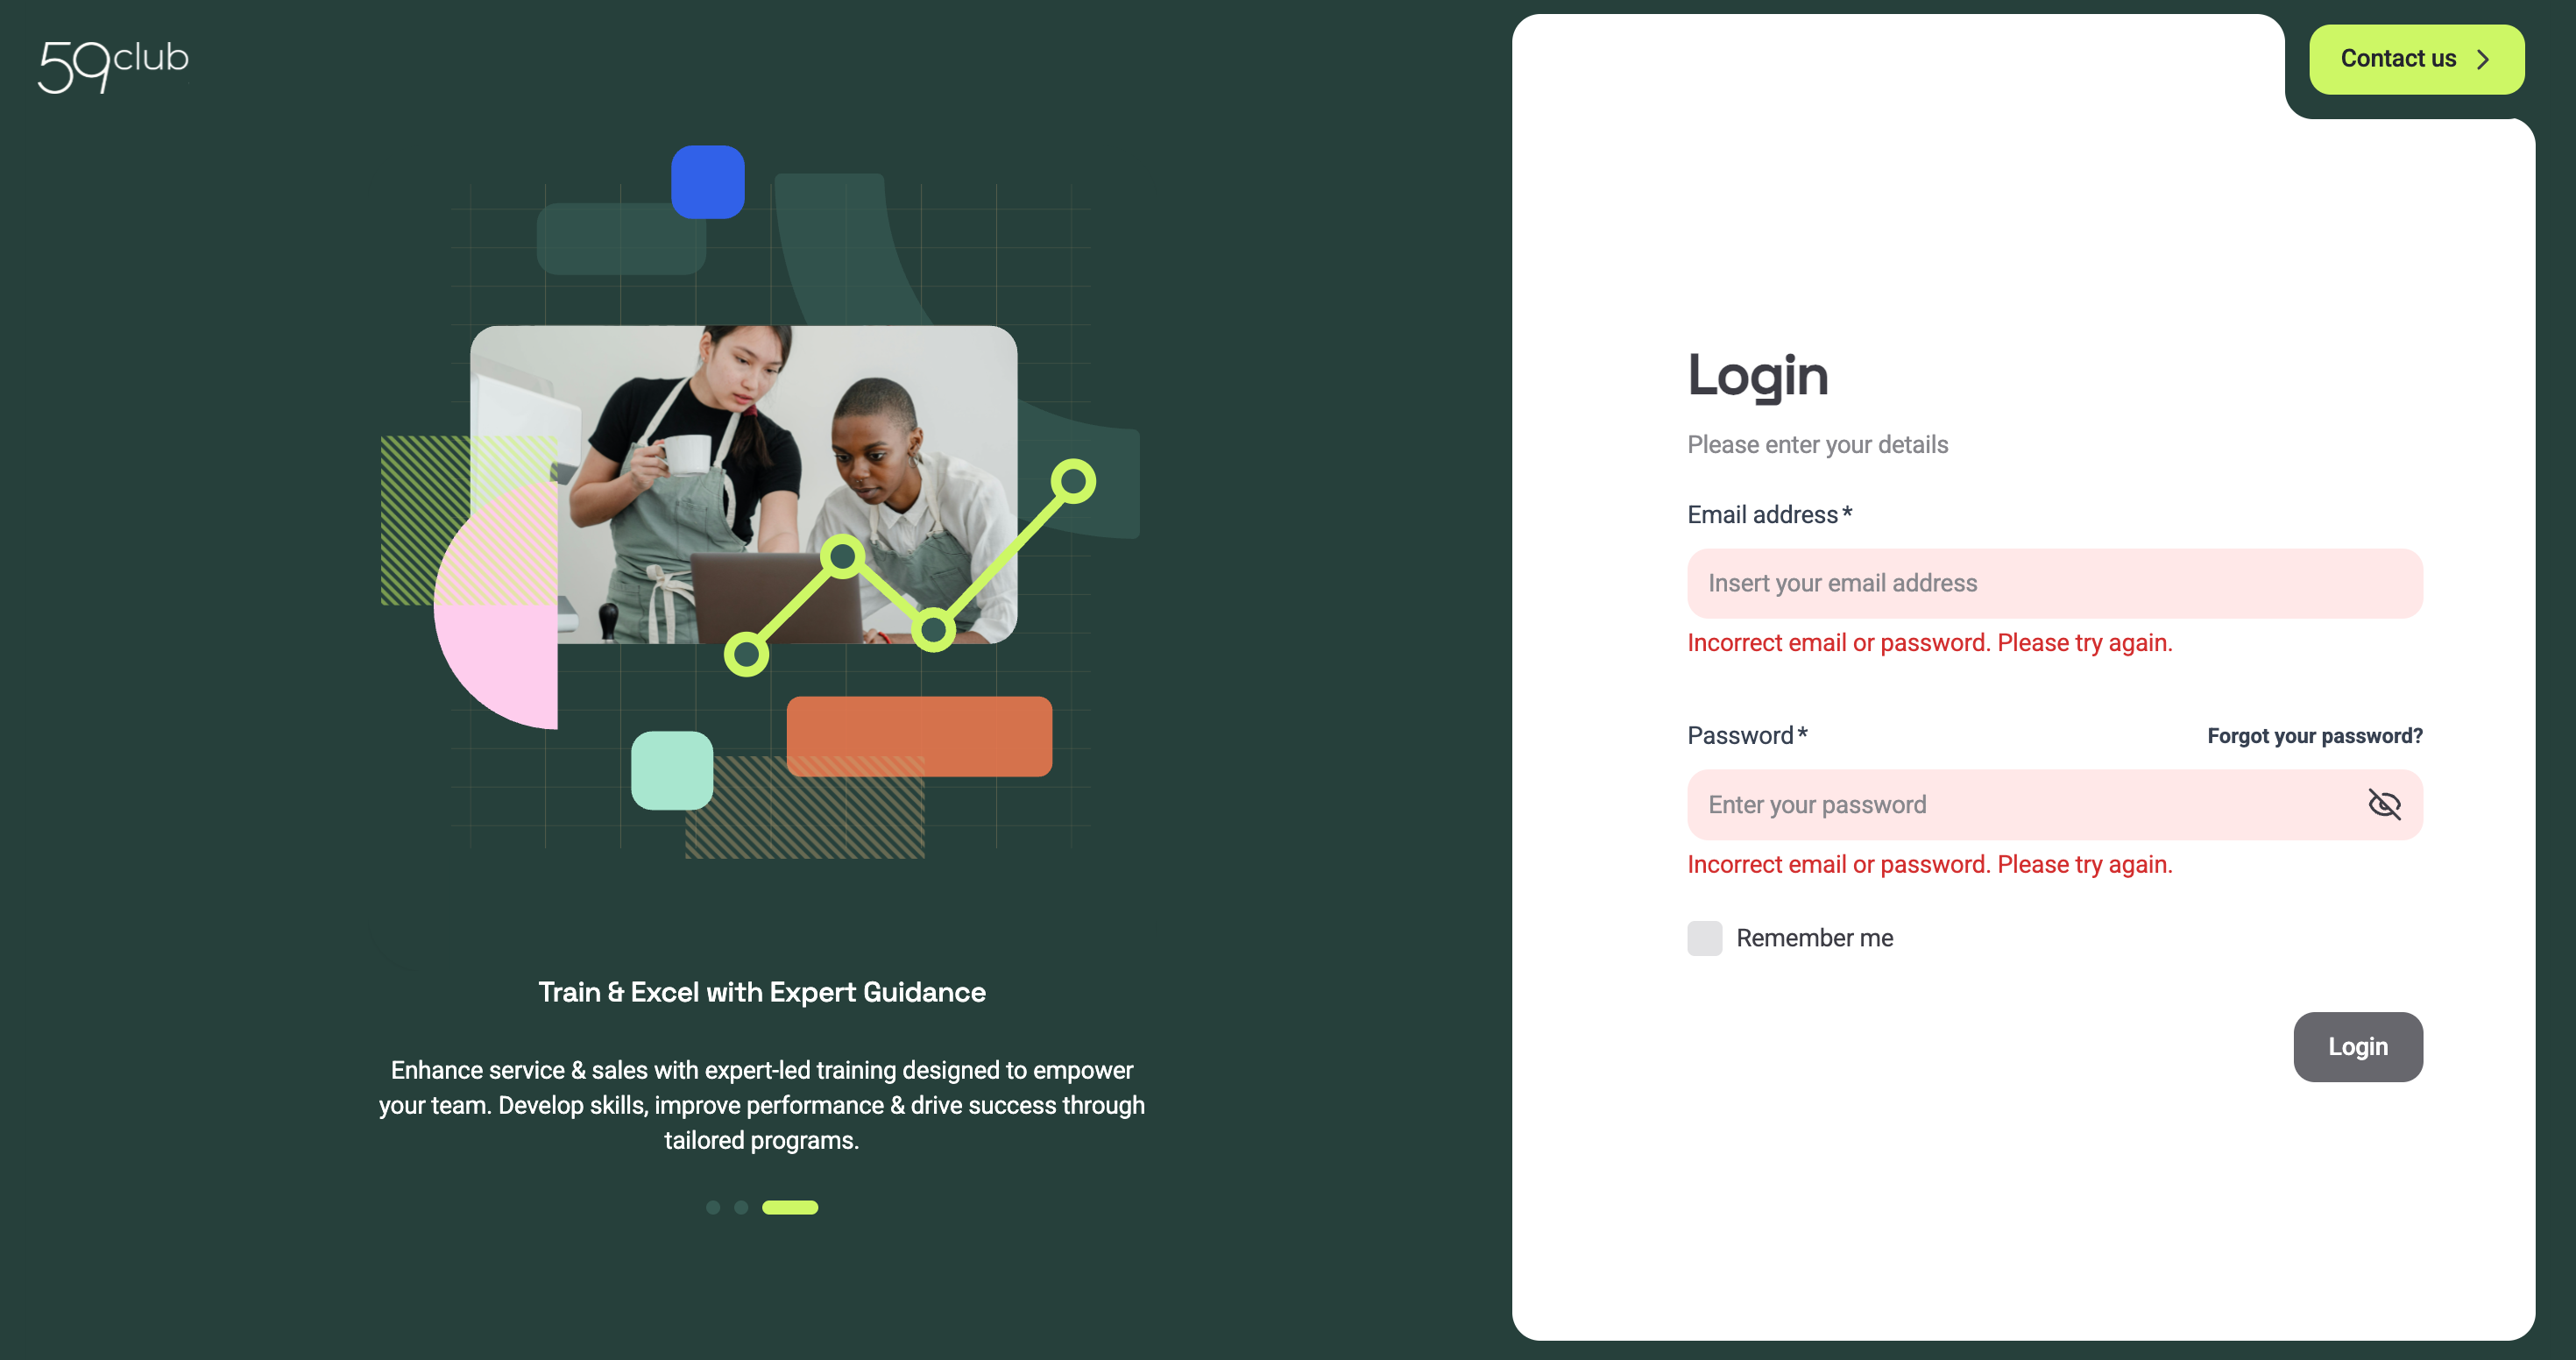 59club
Contact us
Login
Please enter your details
Email address*
Insert your email address
Incorrect email or password. Please try again.
Password*
Forgot your password?
Enter your password
Incorrect email or password. Please try again.
Remember me
Login
Train & Excel with Expert Guidance
Enhance service & sales with expert-led training designed to empower
your team. Develop skills, improve performance & drive success through
tailored programs.